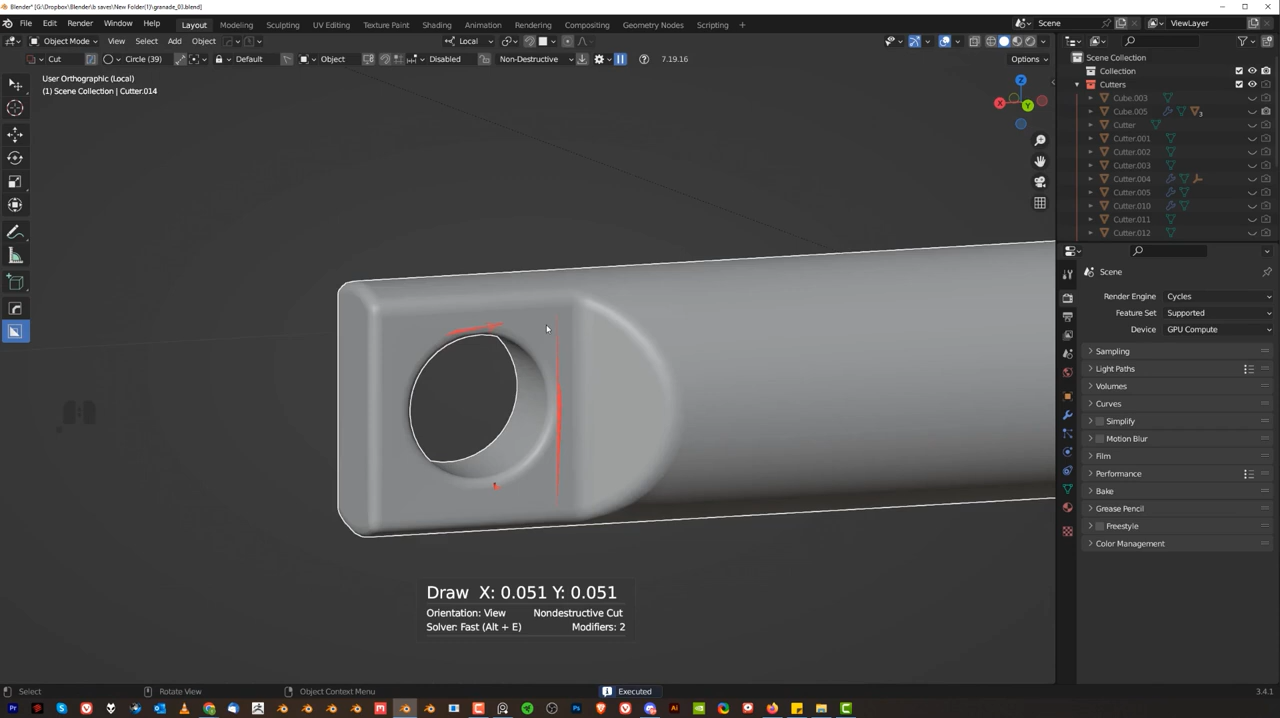 Blender* [G:\Dropbox\Blender\b saves\New Folder(1)\granade_03.blend]
File Edit Render Window Help Layout Modeling Sculpting UV Editing Texture Paint Shading Animation Rendering Compositing Geometry Nodes Scripting + Scene ViewLayer
Object Mode View Select Add Object Local
Cut Circle (39) Default Object Disabled Non-Destructive 7.19.16 Options
User Orthographic (Local)
(1) Scene Collection | Cutter.014
Z
X
Y
Draw X: 0.051 Y: 0.051
Orientation: View Nondestructive Cut
Solver: Fast (Alt + E) Modifiers: 2
Scene Collection
Collection
Cutters
Cube.003
Cube.005 3
Cutter
Cutter.001
Cutter.002
Cutter.003
Cutter.004
Cutter.005
Cutter.010
Cutter.011
Cutter.012
Scene
Render Engine Cycles
Feature Set Supported
Device GPU Compute
Sampling
Light Paths
Volumes
Curves
Simplify
Motion Blur
Film
Performance
Bake
Grease Pencil
Freestyle
Color Management
Select Rotate View Object Context Menu Executed 3.4.1